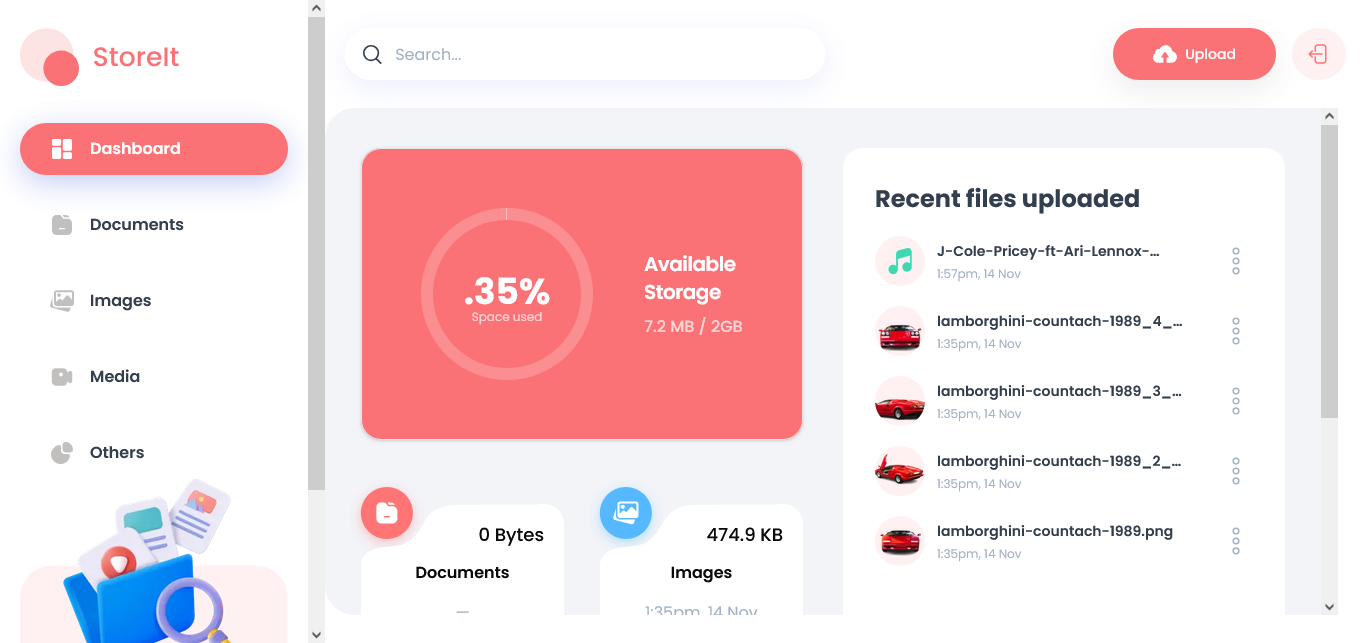 StoreIt
Dashboard
Documents
Images
Media
Others
Search...
Upload
.35%
Space used
Available
Storage
7.2 MB / 2GB
0 Bytes
Documents
—
474.9 KB
Images
1:35pm, 14 Nov
Recent files uploaded
J-Cole-Pricey-ft-Ari-Lennox-...
1:57pm, 14 Nov
lamborghini-countach-1989_4_...
1:35pm, 14 Nov
lamborghini-countach-1989_3_...
1:35pm, 14 Nov
lamborghini-countach-1989_2_...
1:35pm, 14 Nov
lamborghini-countach-1989.png
1:35pm, 14 Nov